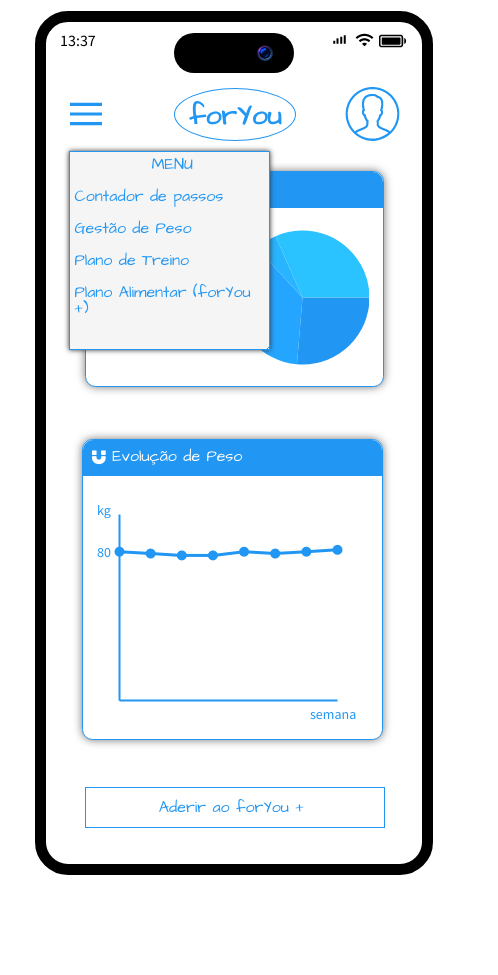 13:37
forYou
MENU
Contador de passos
Gestão de Peso
Plano de Treino
Plano Alimentar (forYou
+)
Evolução de Peso
kg
80
semana
Aderir ao forYou +